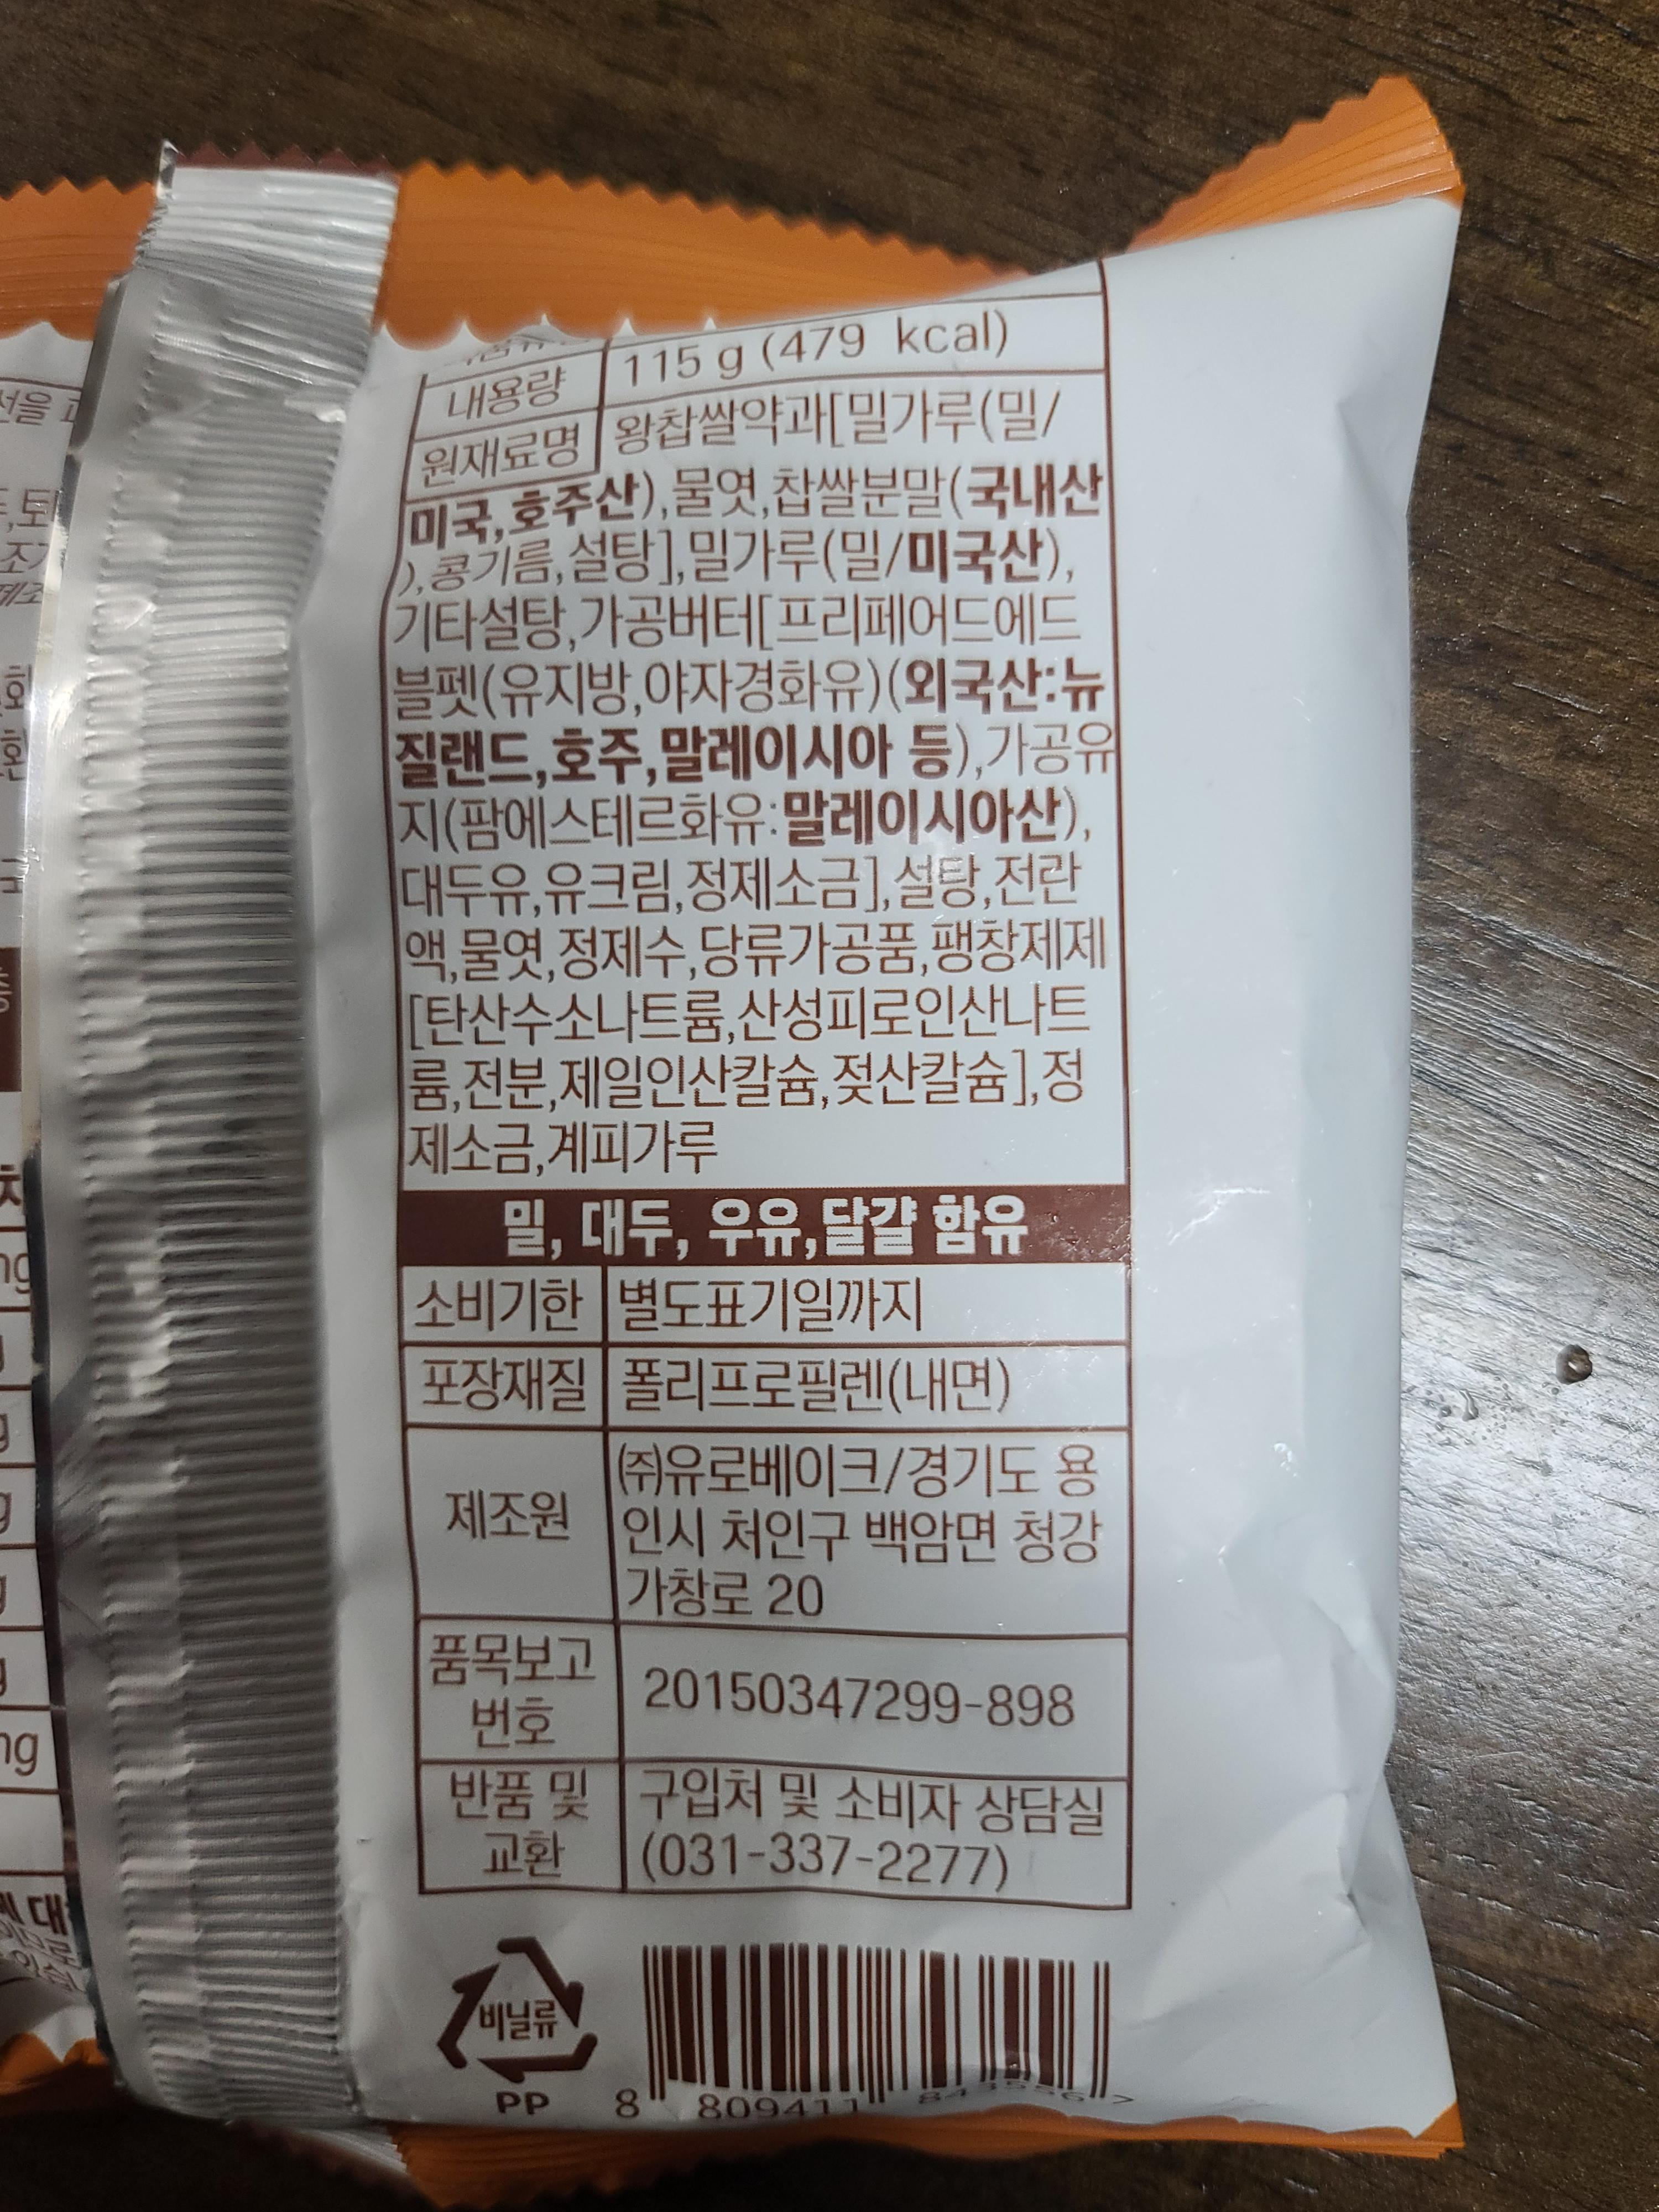 내용량 115 g (479 kcal)
원재료명 왕찹쌀약과[밀가루(밀/
미국,호주산),물엿,찹쌀분말(국내산
),콩기름,설탕],밀가루(밀/미국산),
기타설탕,가공버터[프리페어드에드
블펫(유지방,야자경화유)(외국산:뉴
질랜드,호주,말레이시아 등),가공유
지(팜에스테르화유:말레이시아산),
대두유,유크림,정제소금],설탕,전란
액,물엿,정제수,당류가공품,팽창제제
[탄산수소나트륨,산성피로인산나트
륨,전분,제일인산칼슘,젖산칼슘],정
제소금,계피가루
밀, 대두, 우유,달걀 함유
소비기한 별도표기일까지
포장재질 폴리프로필렌(내면)
제조원 ㈜유로베이크/경기도 용
인시 처인구 백암면 청강
가창로 20
품목보고
번호 20150347299-898
반품 및 구입처 및 소비자 상담실
교환 (031-337-2277)
비닐류
PP
8 809411